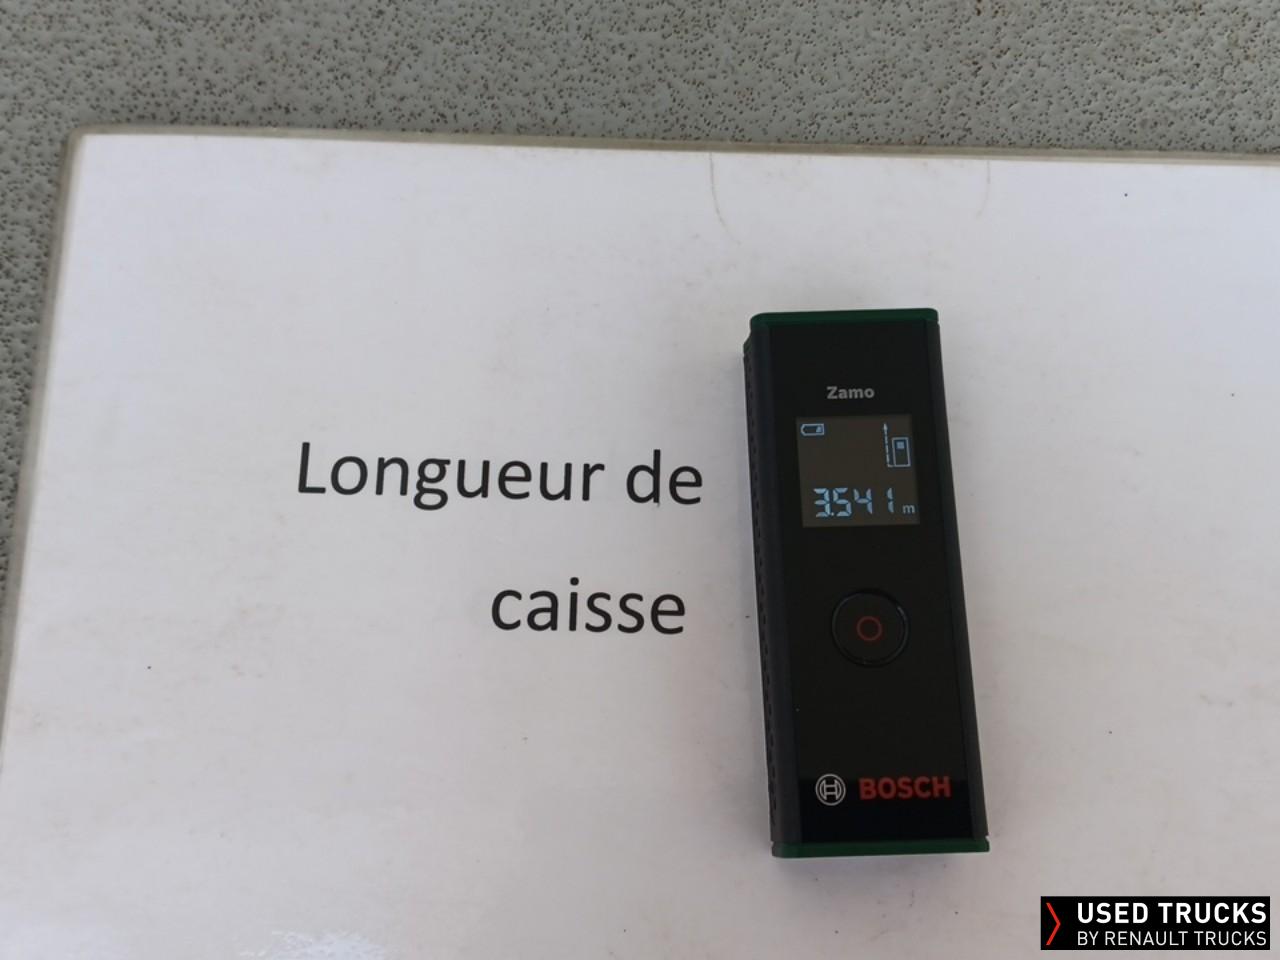 Longueur de
caisse
Zamo
3.541 m
BOSCH
USED TRUCKS
BY RENAULT TRUCKS